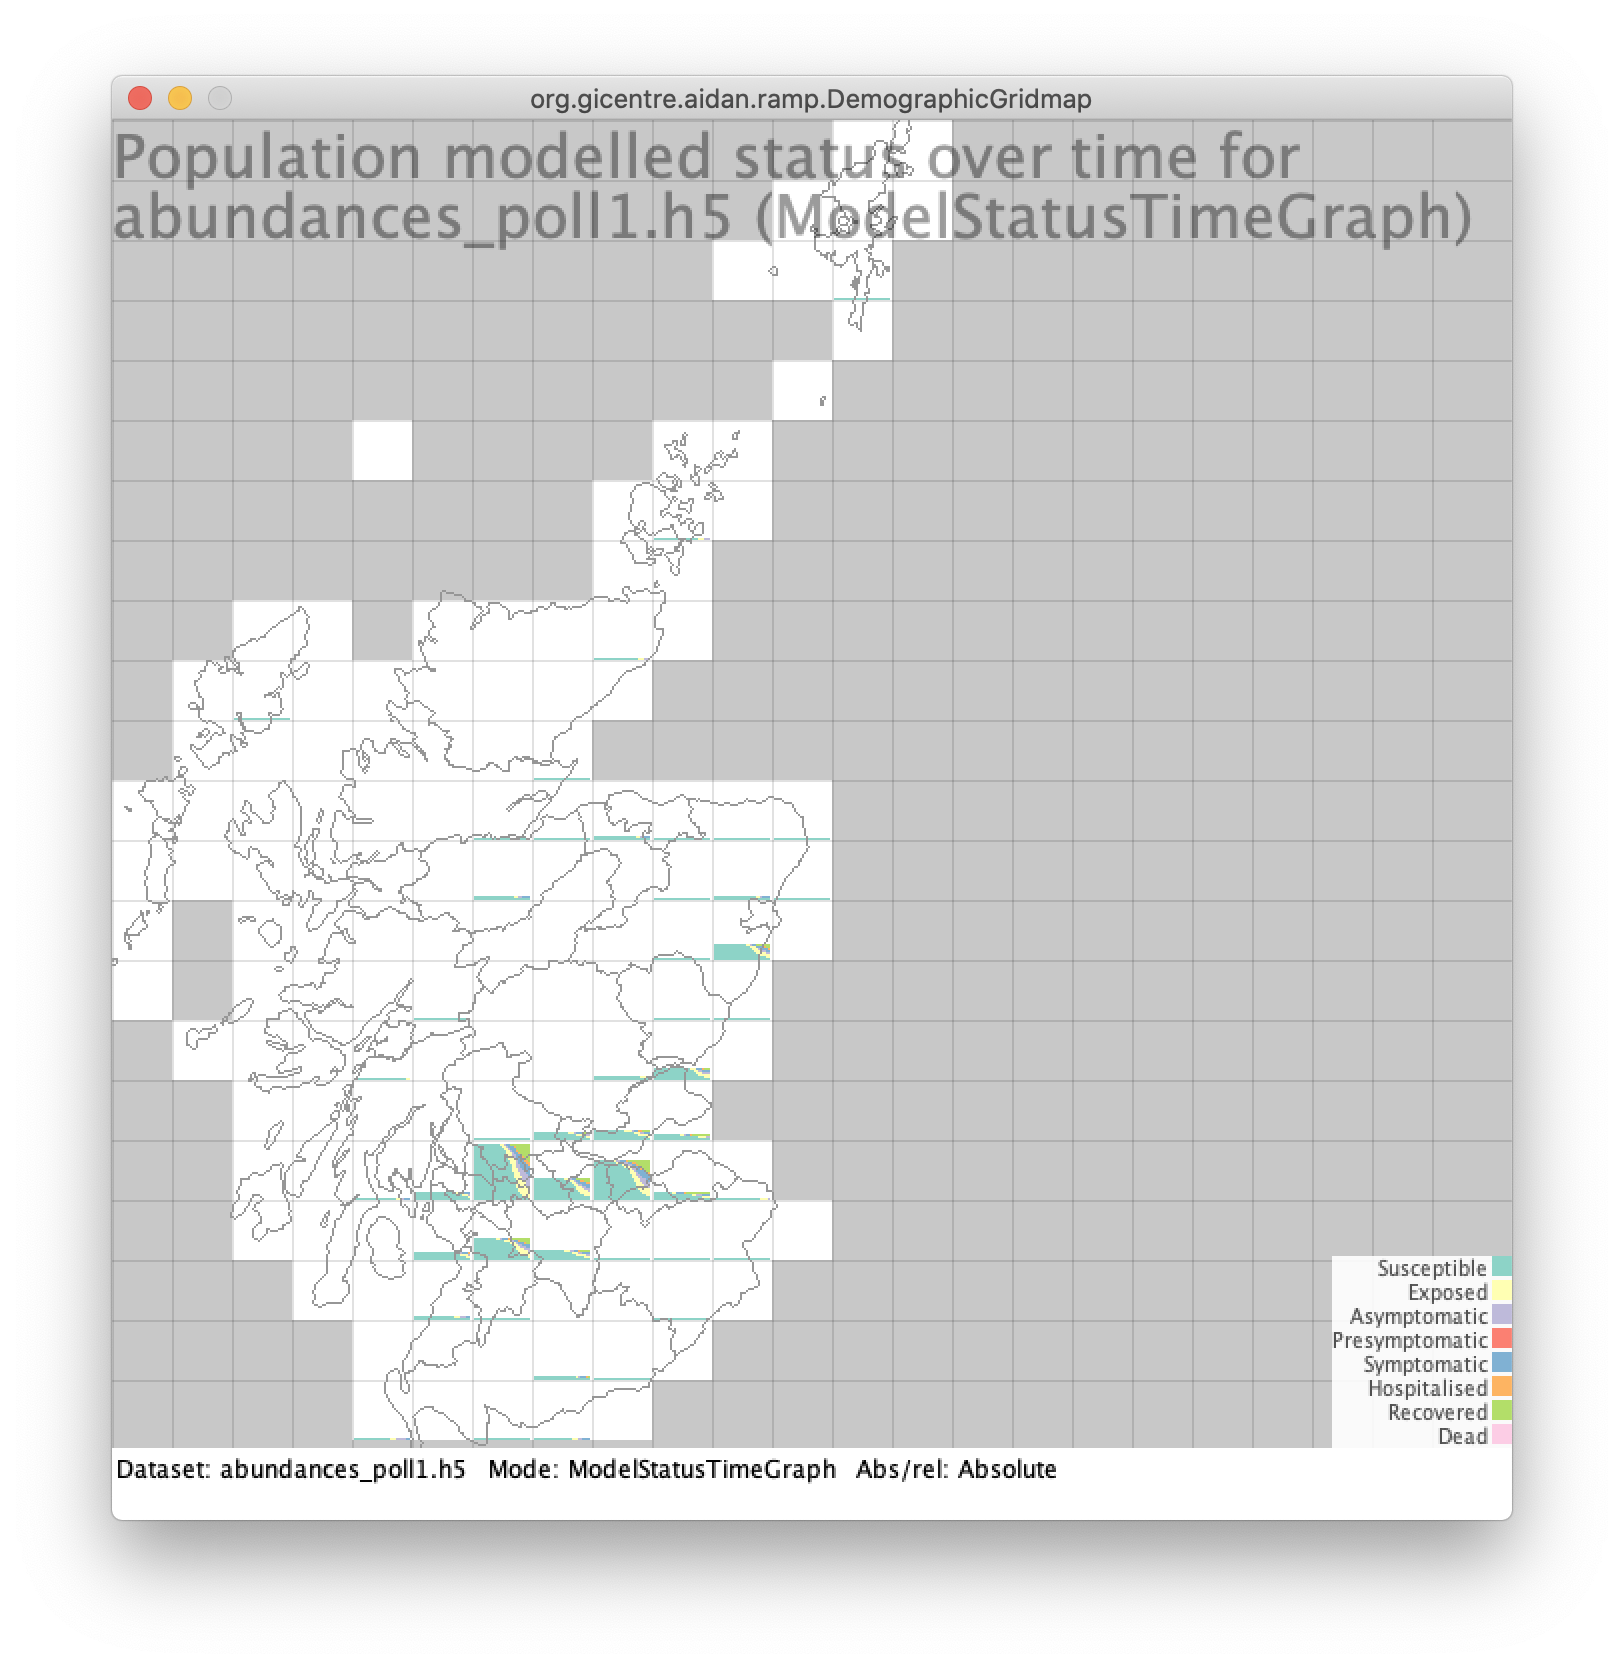 org.gicentre.aidan.ramp.DemographicGridmap
Population modelled status over time for
abundances_poll1.h5 (ModelStatusTimeGraph)
Susceptible
Exposed
Asymptomatic
Presymptomatic
Symptomatic
Hospitalised
Recovered
Dead
Dataset: abundances_poll1.h5 Mode: ModelStatusTimeGraph Abs/rel: Absolute